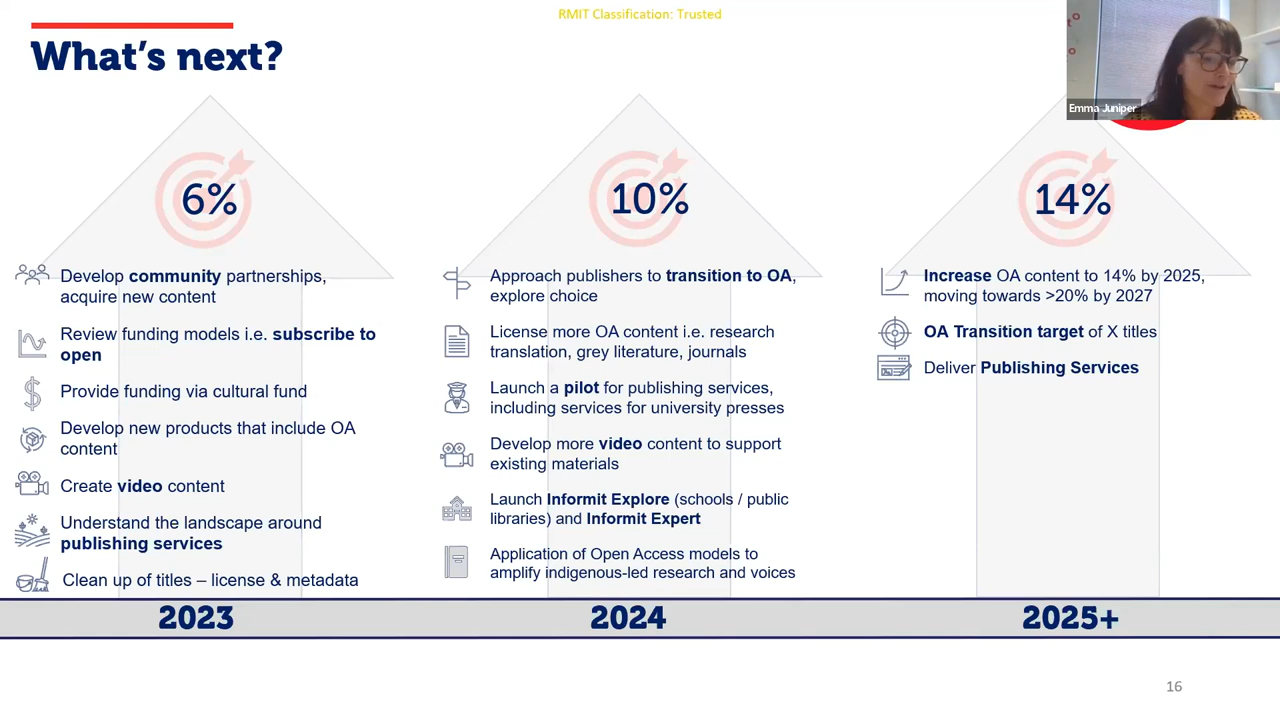 RMIT Classification: Trusted
What's next?
Emma Juniper
6%
Develop community partnerships,
acquire new content
Review funding models i.e. subscribe to
open
Provide funding via cultural fund
Develop new products that include OA
content
Create video content
Understand the landscape around
publishing services
Clean up of titles – license & metadata
2023
10%
Approach publishers to transition to OA,
explore choice
License more OA content i.e. research
translation, grey literature, journals
Launch a pilot for publishing services,
including services for university presses
Develop more video content to support
existing materials
Launch Informit Explore (schools / public
libraries) and Informit Expert
Application of Open Access models to
amplify indigenous-led research and voices
2024
14%
Increase OA content to 14% by 2025,
moving towards >20% by 2027
OA Transition target of X titles
Deliver Publishing Services
2025+
16